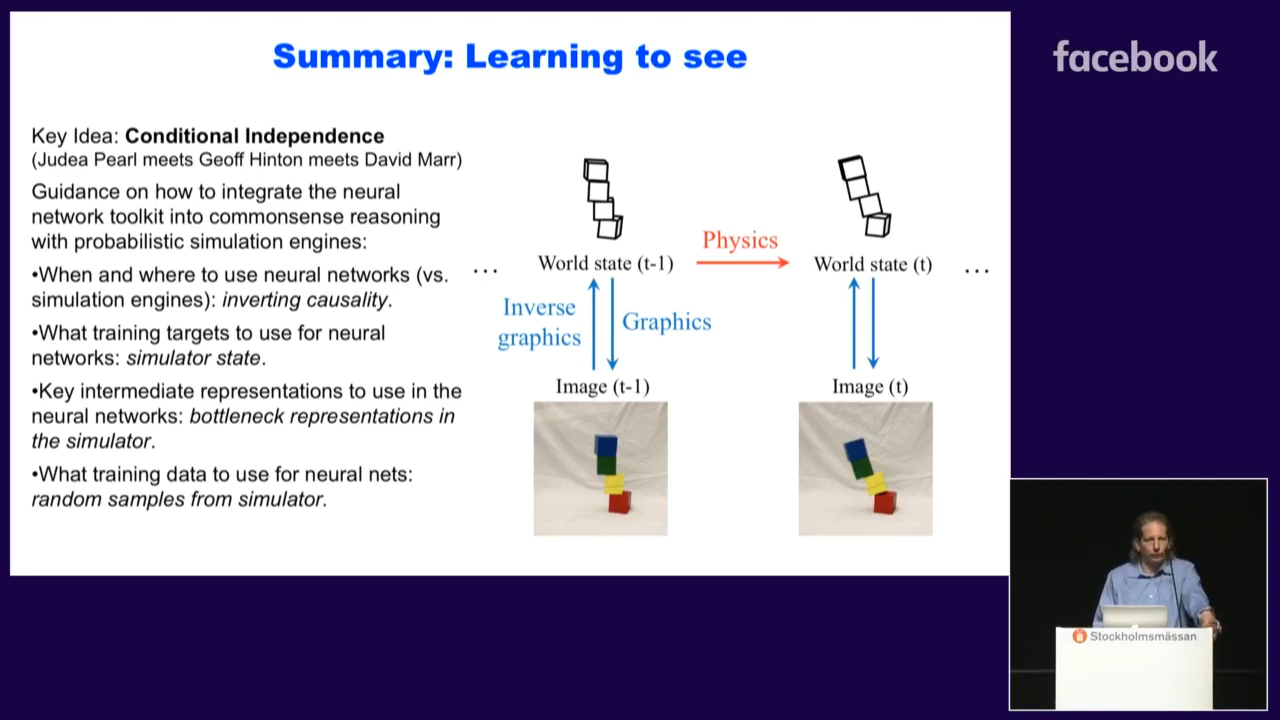 Summary: Learning to see
facebook
Key Idea: Conditional Independence
(Judea Pearl meets Geoff Hinton meets David Marr)
Guidance on how to integrate the neural
network toolkit into commonsense reasoning
with probabilistic simulation engines:
•When and where to use neural networks (vs.
simulation engines): inverting causality.
•What training targets to use for neural
networks: simulator state.
•Key intermediate representations to use in the
neural networks: bottleneck representations in
the simulator.
•What training data to use for neural nets:
random samples from simulator.
Physics
... World state (t-1) World state (t) ...
Inverse
graphics
Graphics
Image (t-1) Image (t)
Stockholmsmässan